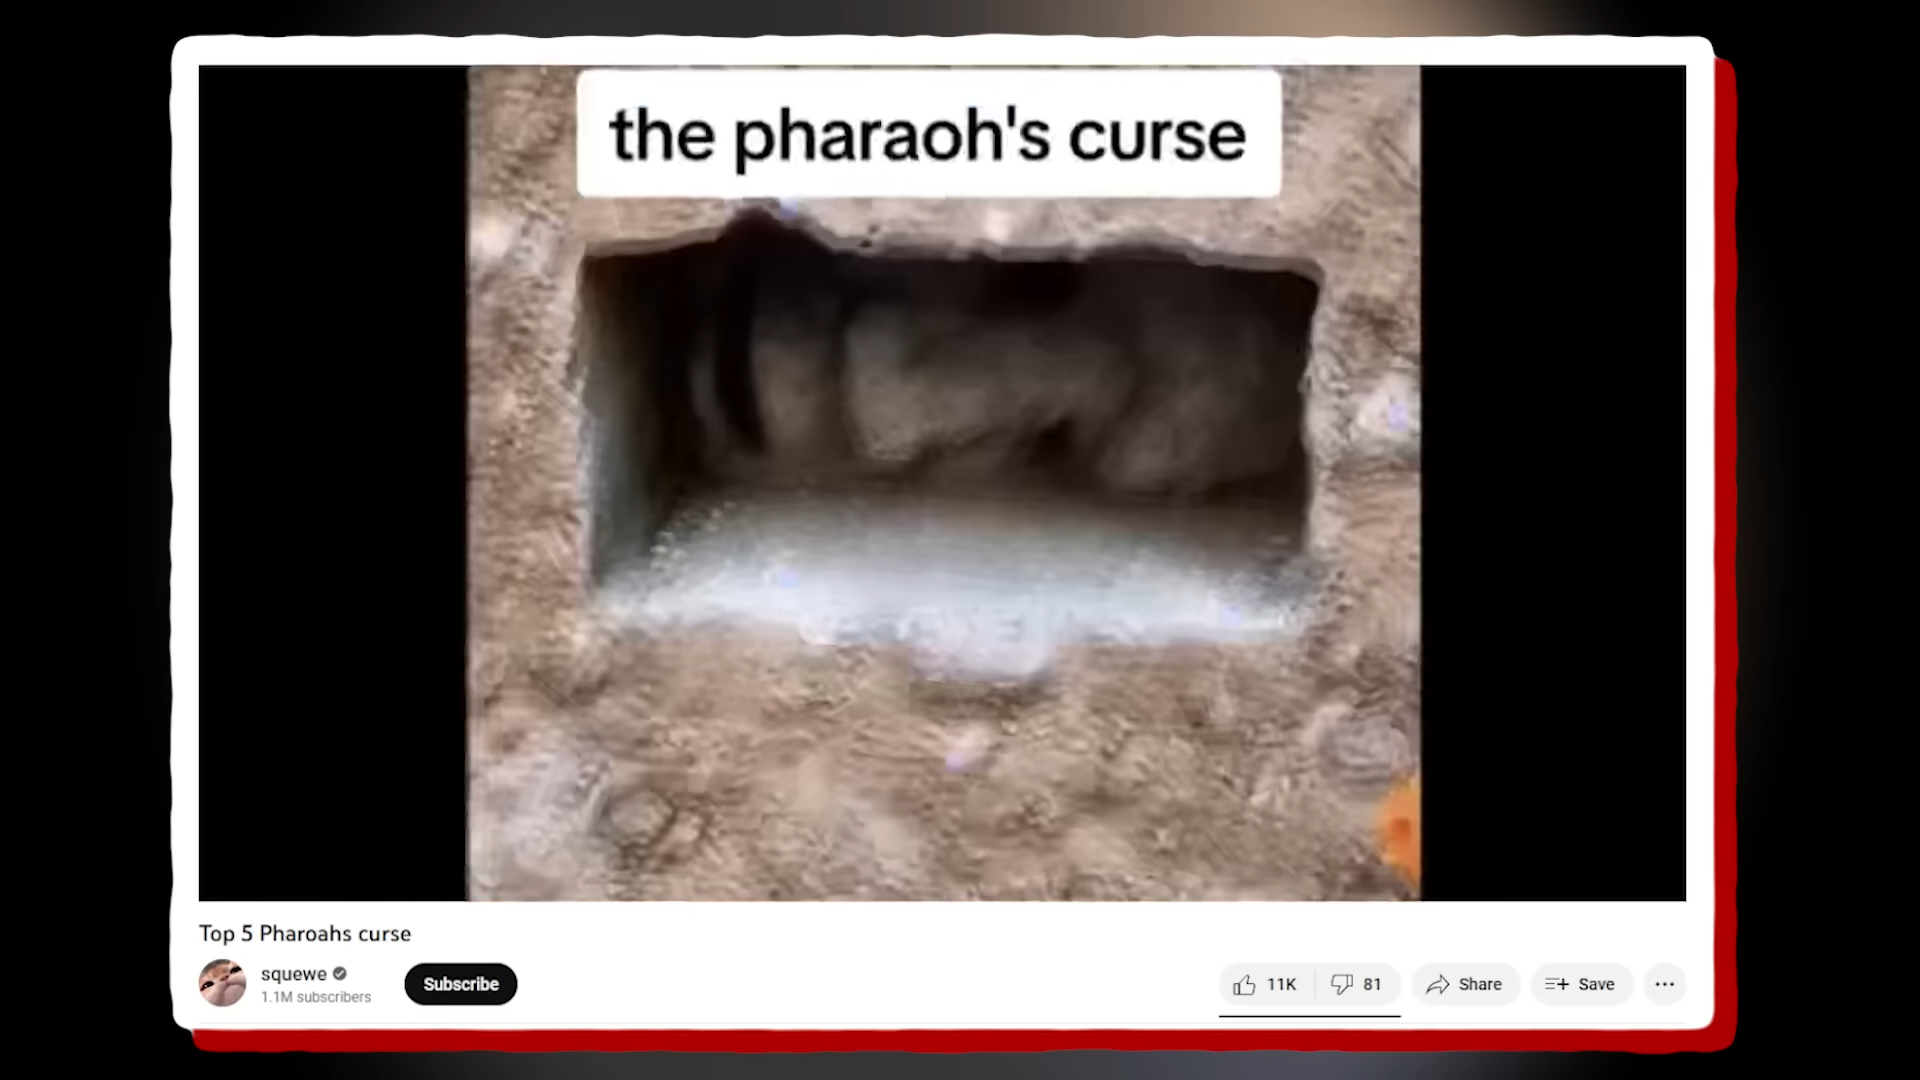 the pharaoh's curse
Top 5 Pharoahs curse
squewe
1.1M subscribers
Subscribe
11K
81
Share
Save